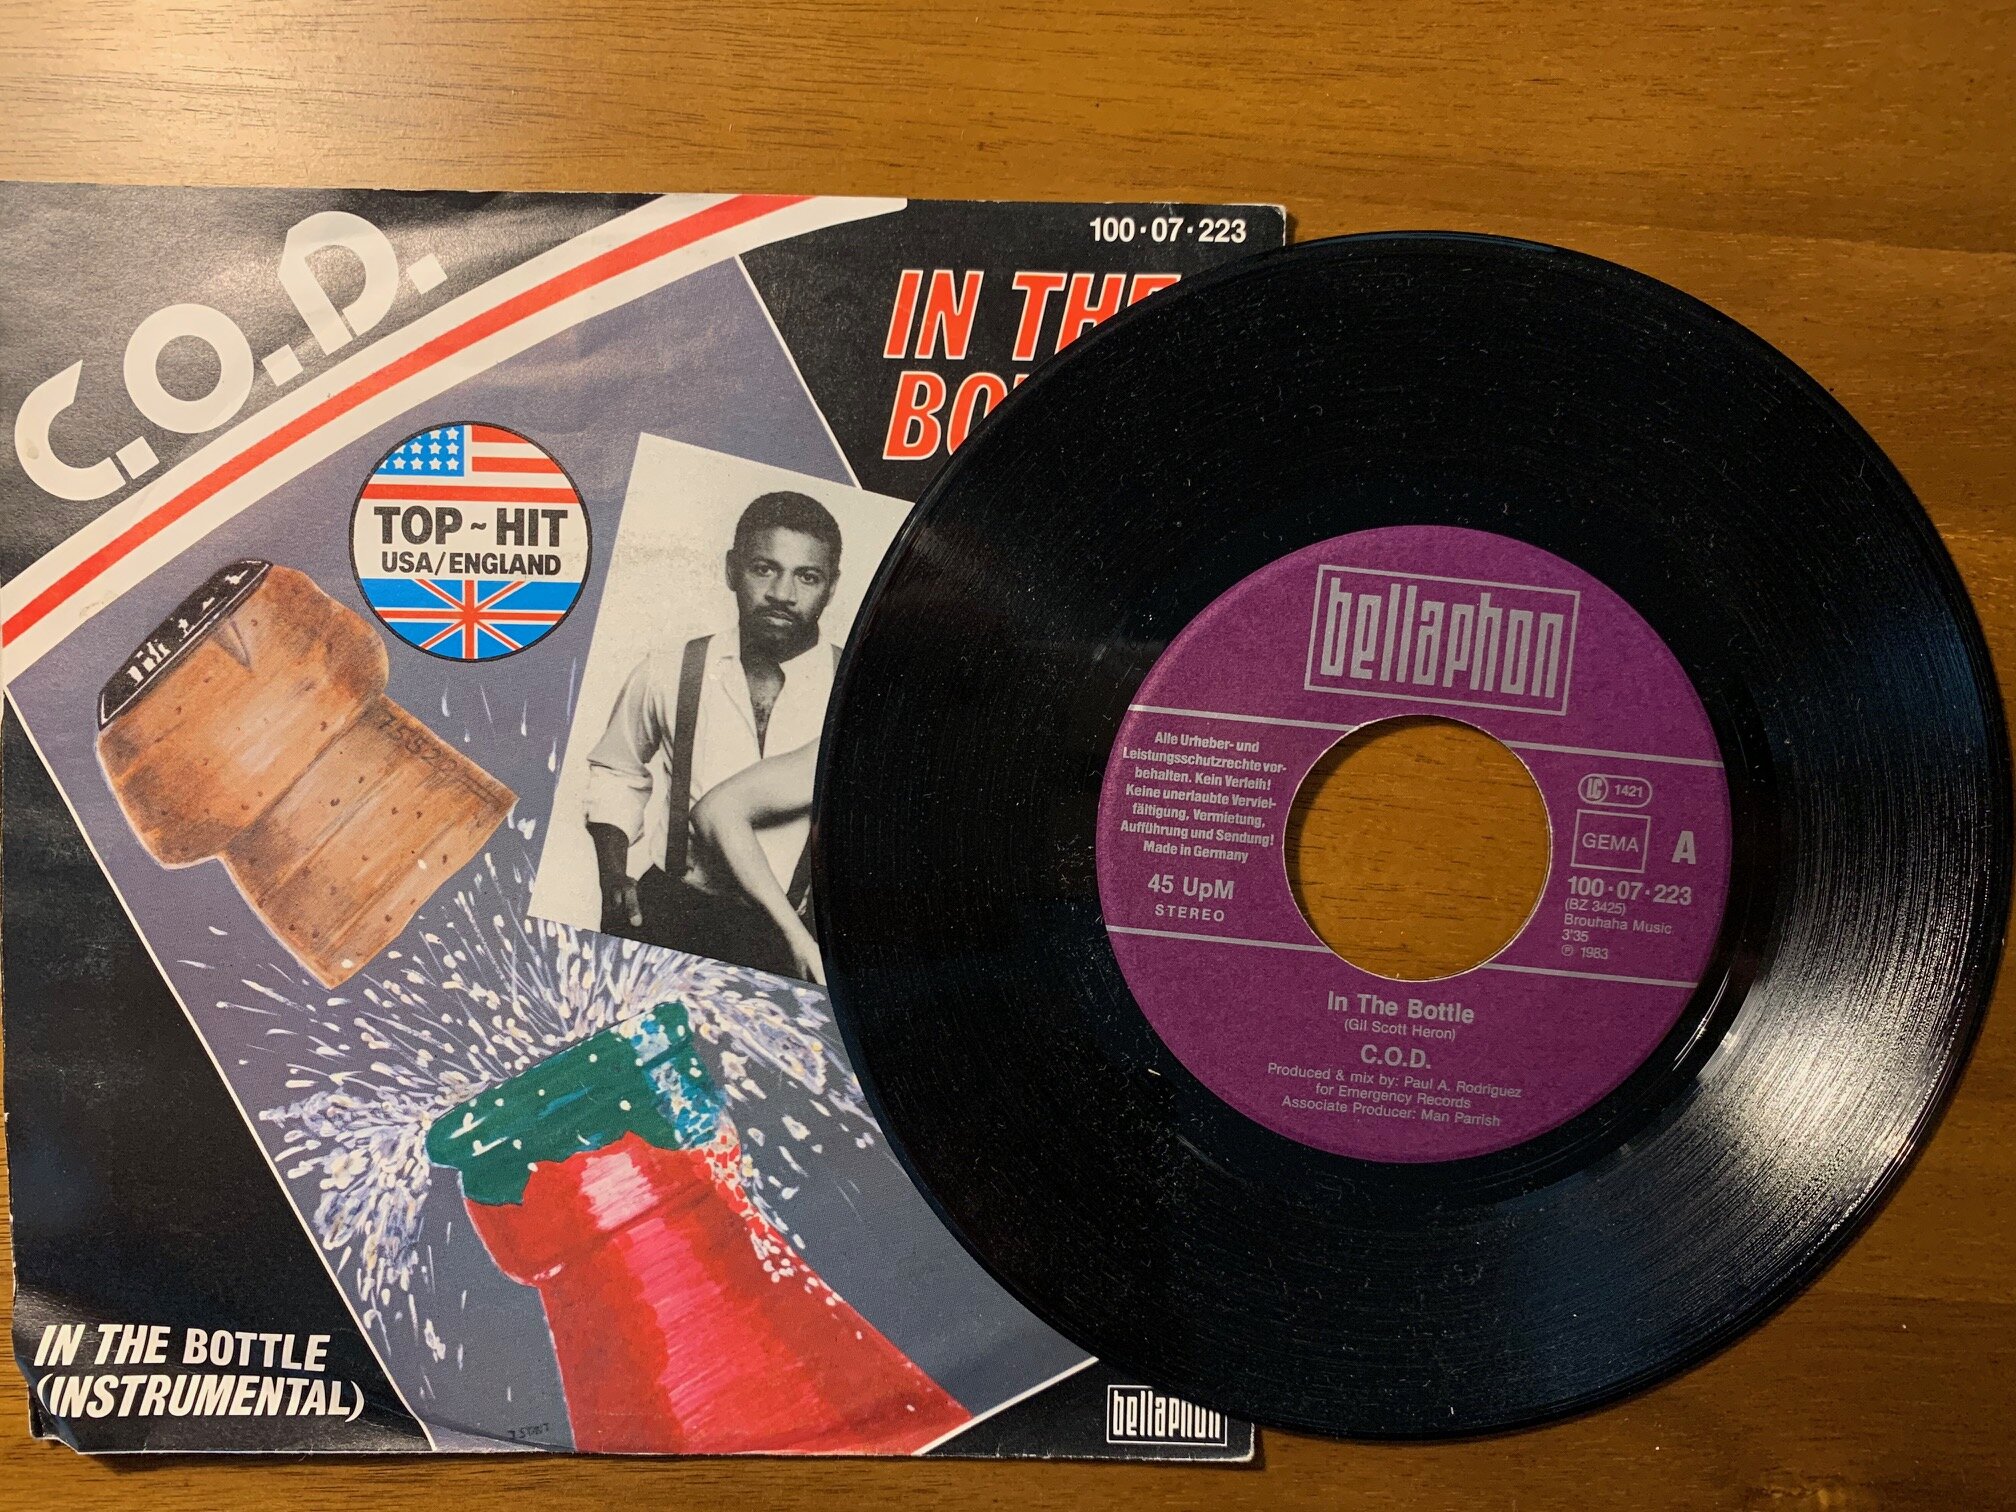 C.O.D.
100·07·223
IN THE
TOP~HIT
USA/ENGLAND
IN THE BOTTLE
(INSTRUMENTAL)
bellaphon
bellaphon
Alle Urheber- und
Leistungsschutzrechte vor-
behalten. Kein Verleih!
Keine unerlaubte Verviel-
fältigung, Vermietung,
Aufführung und Sendung!
Made in Germany
45 UpM
STEREO
LC 1421
GEMA
A
100·07·223
(BZ 3425)
Brouhaha Music
3'35
℗ 1983
In The Bottle
(Gil Scott Heron)
C.O.D.
Produced & mix by: Paul A. Rodriguez
for Emergency Records
Associate Producer: Man Parrish